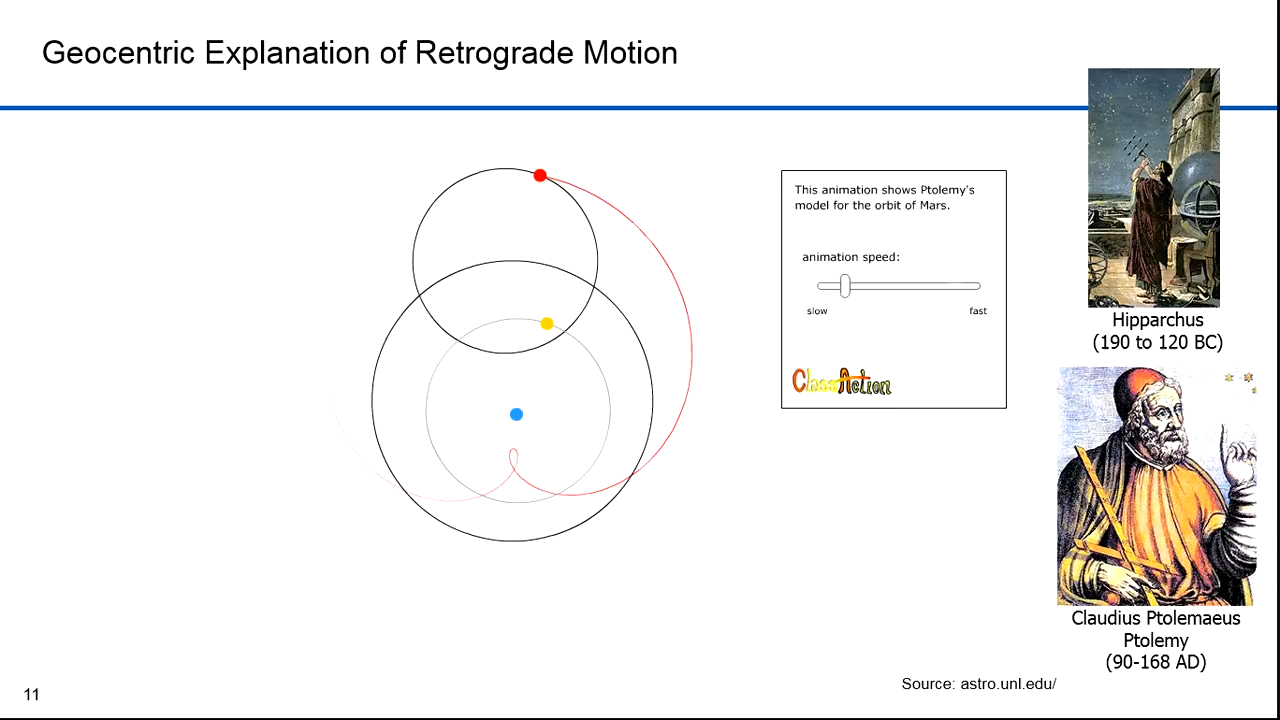 Geocentric Explanation of Retrograde Motion
This animation shows Ptolemy's
model for the orbit of Mars.
animation speed:
slow
fast
ClassAction
Hipparchus
(190 to 120 BC)
Claudius Ptolemaeus
Ptolemy
(90-168 AD)
Source: astro.unl.edu/
11